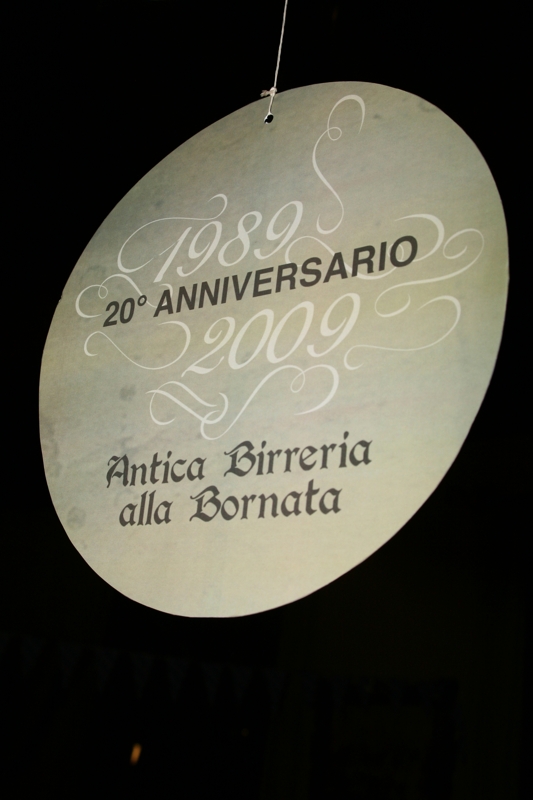 1989
20° ANNIVERSARIO
2009
Antica Birreria
alla Bornata